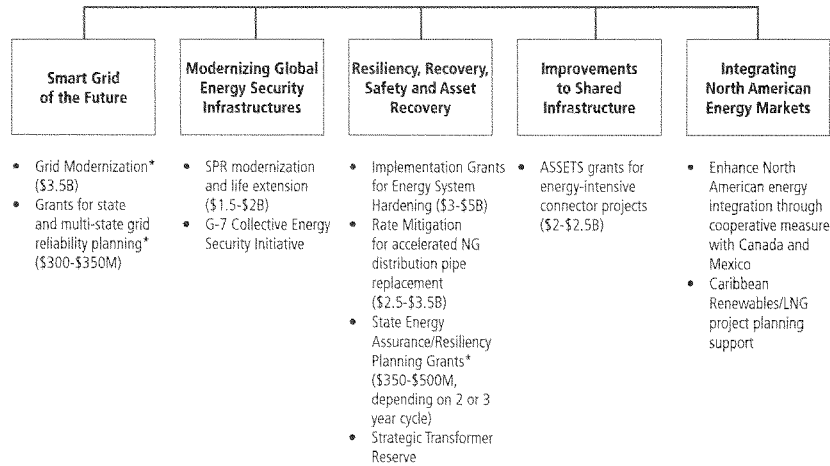 Smart Grid
of the Future
Modernizing Global
Energy Security
Infrastructures
Resiliency, Recovery,
Safety and Asset
Recovery
Improvements
to Shared
Infrastructure
Integrating
North American
Energy Markets
• Grid Modernization*
($3.5B)
• Grants for state
and multi-state grid
reliability planning*
($300-$350M)
• SPR modernization
and life extension
($1.5-$2B)
• G-7 Collective Energy
Security Initiative
• Implementation Grants
for Energy System
Hardening ($3-$5B)
• Rate Mitigation
for accelerated NG
distribution pipe
replacement
($2.5-$3.5B)
• State Energy
Assurance/Resiliency
Planning Grants*
($350-$500M,
depending on 2 or 3
year cycle)
• Strategic Transformer
Reserve
• ASSETS grants for
energy-intensive
connector projects
($2-$2.5B)
• Enhance North
American energy
integration through
cooperative measure
with Canada and
Mexico
• Caribbean
Renewables/LNG
project planning
support